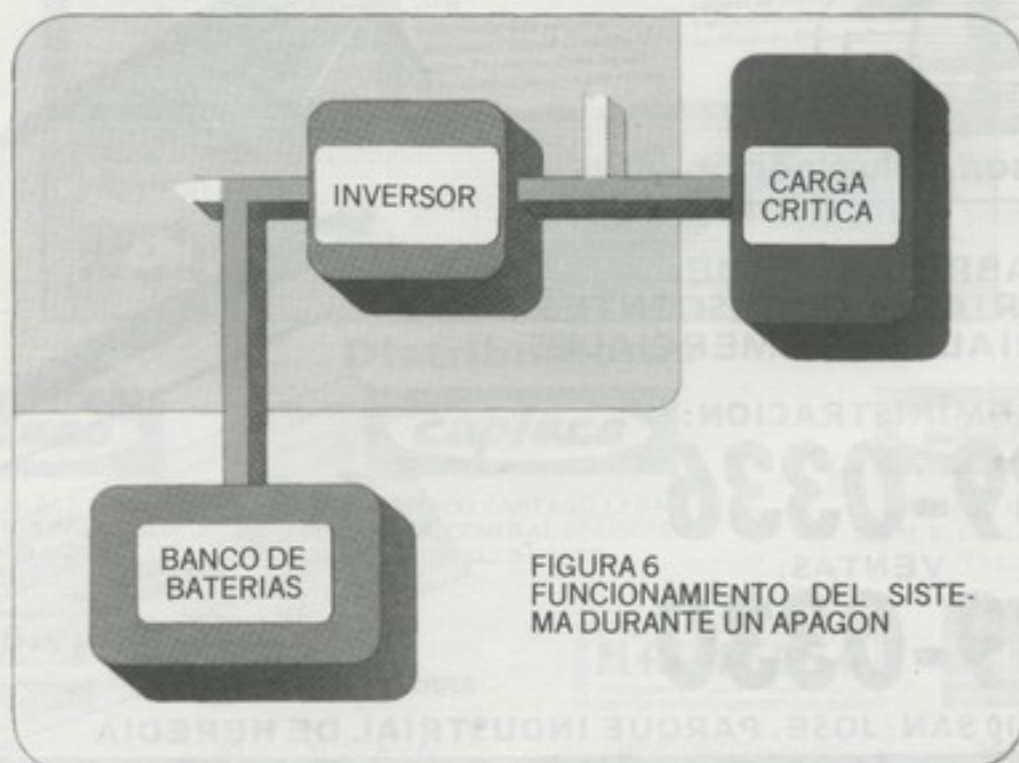 INVERSOR
CARGA
CRITICA
BANCO DE
BATERIAS
FIGURA 6
FUNCIONAMIENTO DEL SISTE-
MA DURANTE UN APAGON